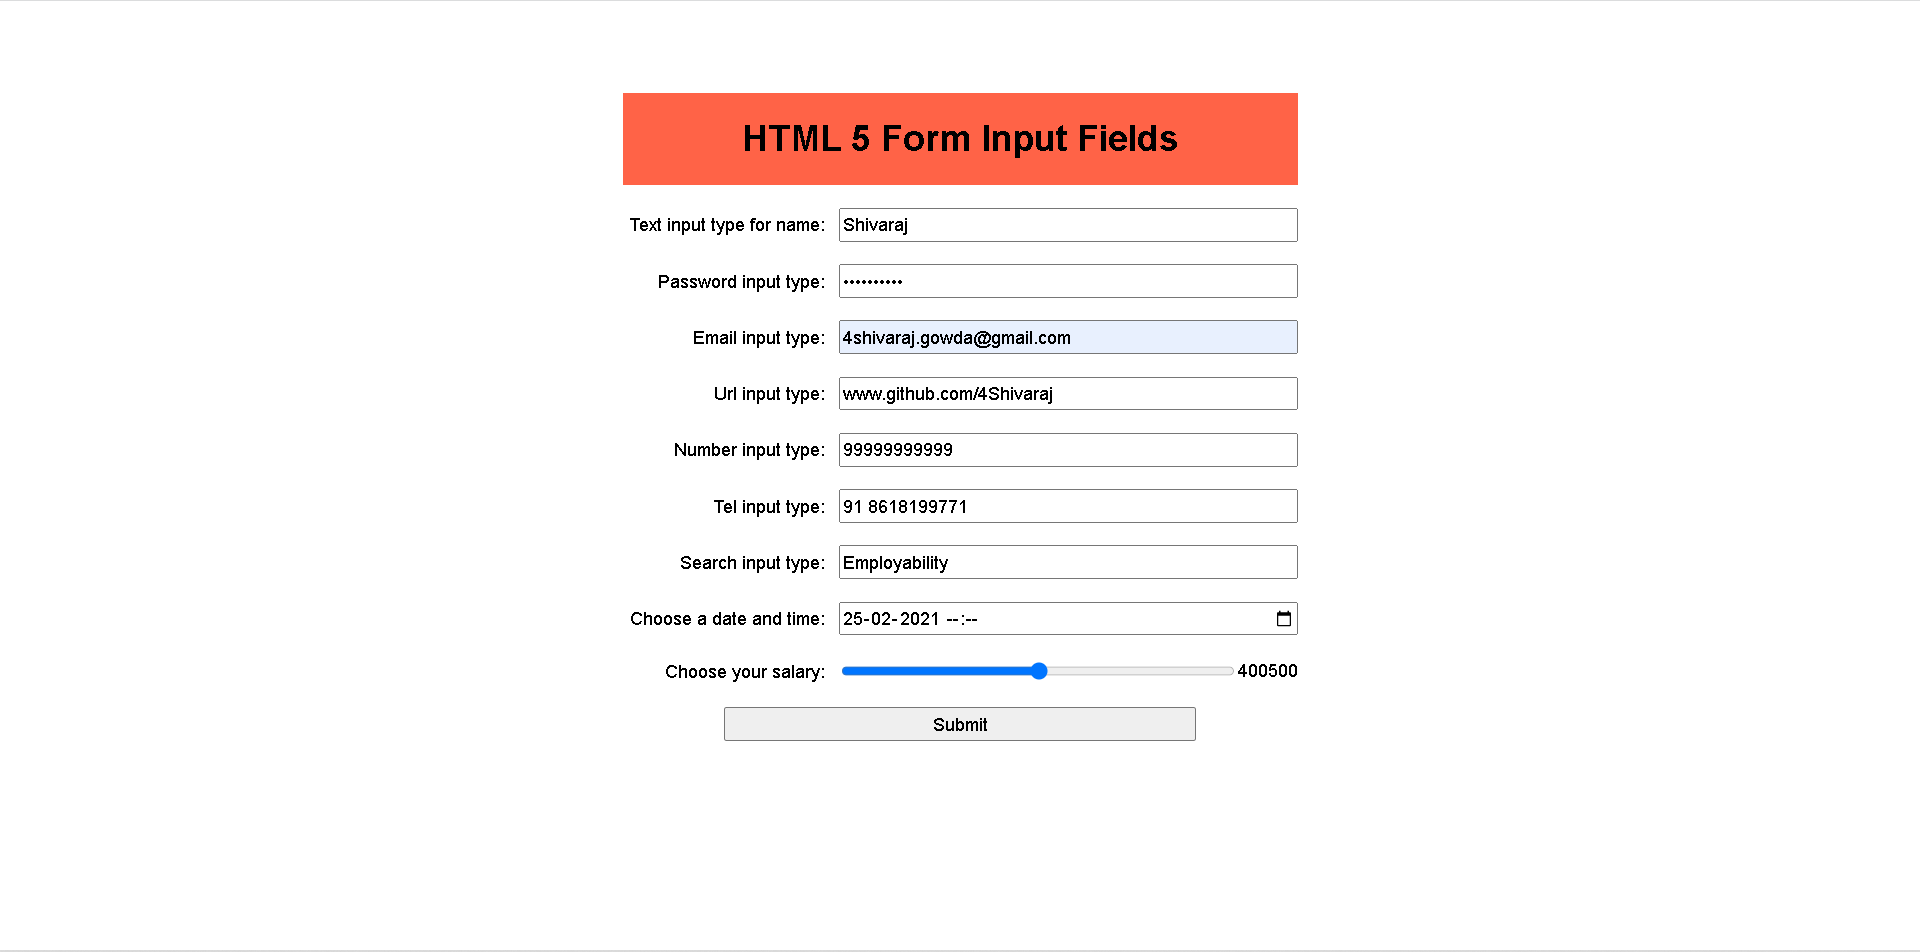 HTML 5 Form Input Fields
Text input type for name: Shivaraj
Password input type: ••••••••••
Email input type: 4shivaraj.gowda@gmail.com
Url input type: www.github.com/4Shivaraj
Number input type: 99999999999
Tel input type: 91 8618199771
Search input type: Employability
Choose a date and time: 25-02-2021 --:--
Choose your salary: 400500
Submit